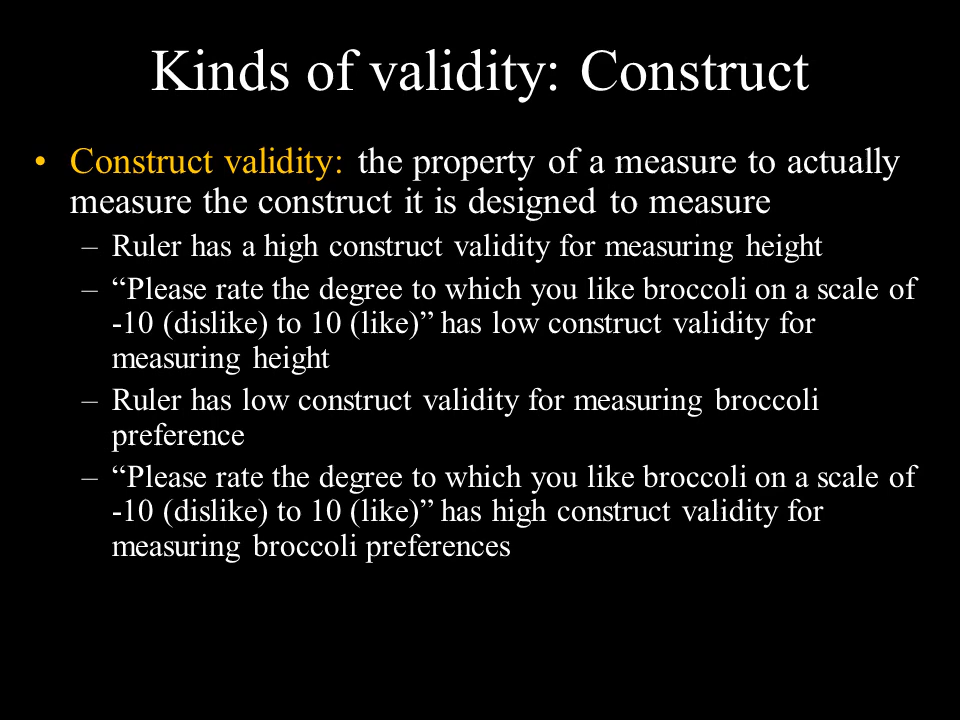 Kinds of validity: Construct
• Construct validity: the property of a measure to actually
measure the construct it is designed to measure
– Ruler has a high construct validity for measuring height
– “Please rate the degree to which you like broccoli on a scale of
-10 (dislike) to 10 (like)” has low construct validity for
measuring height
– Ruler has low construct validity for measuring broccoli
preference
– “Please rate the degree to which you like broccoli on a scale of
-10 (dislike) to 10 (like)” has high construct validity for
measuring broccoli preferences